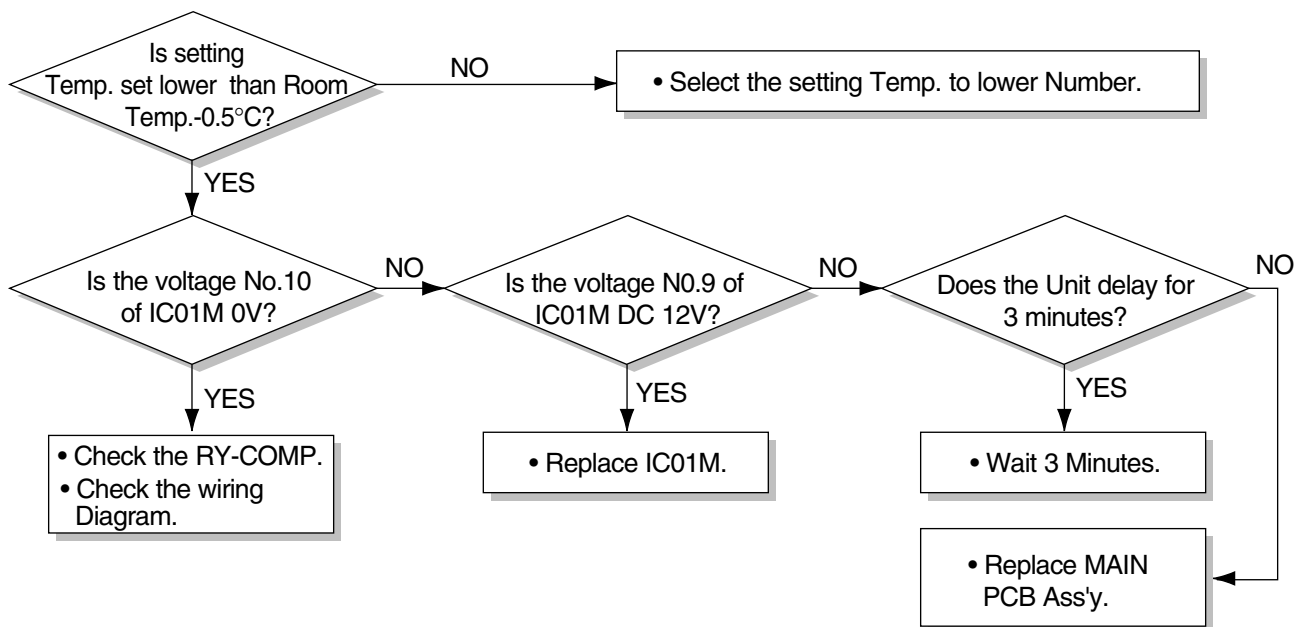 Is setting
Temp. set lower than Room
Temp.-0.5°C?
NO
• Select the setting Temp. to lower Number.
YES
Is the voltage No.10
of IC01M 0V?
NO
Is the voltage N0.9 of
IC01M DC 12V?
NO
Does the Unit delay for
3 minutes?
NO
YES
• Check the RY-COMP.
• Check the wiring
Diagram.
YES
• Replace IC01M.
YES
• Wait 3 Minutes.
• Replace MAIN
PCB Ass'y.